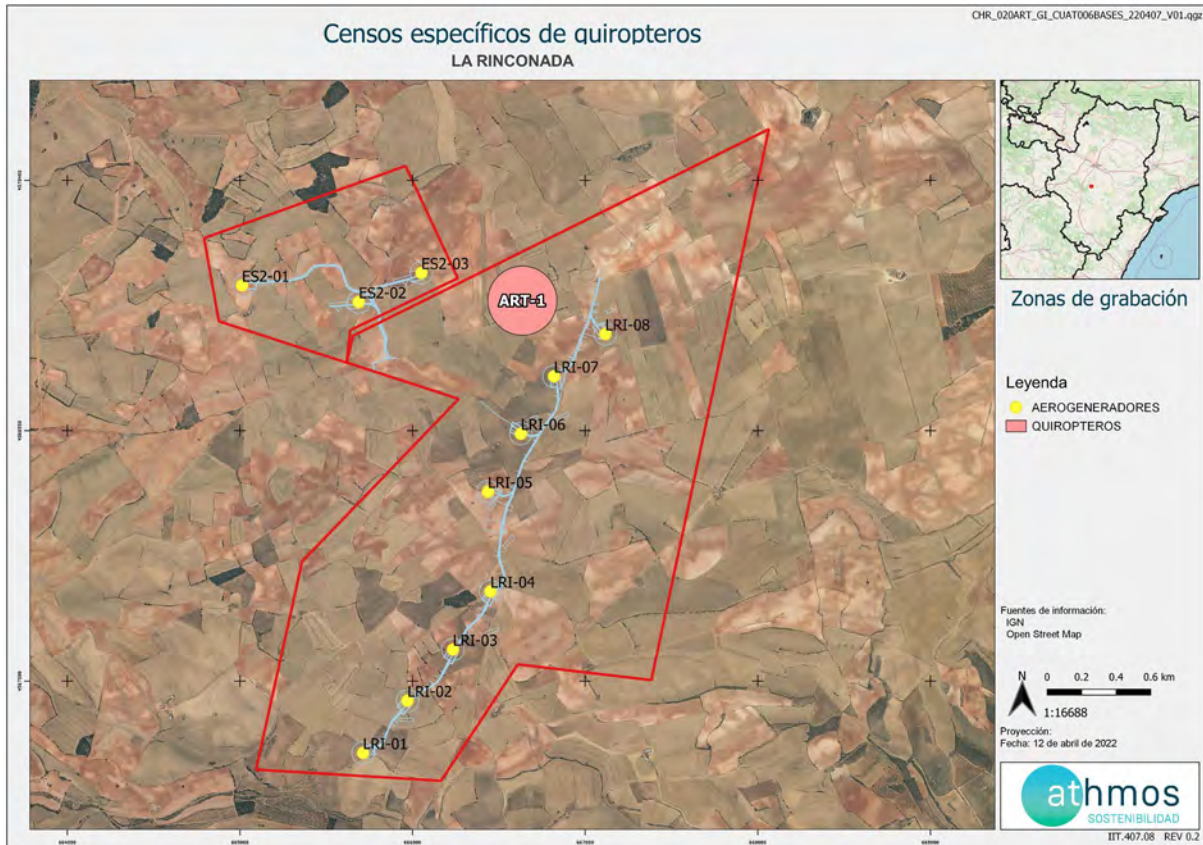 CHR_020ART_GI_CUAT006BASES_220407_V01.qgz
Censos específicos de quiropteros
LA RINCONADA
ES2-01
ES2-02
ES2-03
ART-1
LRI-08
LRI-07
LRI-06
LRI-05
LRI-04
LRI-03
LRI-02
LRI-01
Zonas de grabación
Leyenda
AEROGENERADORES
QUIROPTEROS
Fuentes de información:
IGN
Open Street Map
0 0.2 0.4 0.6 km
1:16688
Proyección:
Fecha: 12 de abril de 2022
athmos
SOSTENIBILIDAD
IIT.407.08 REV 0.2